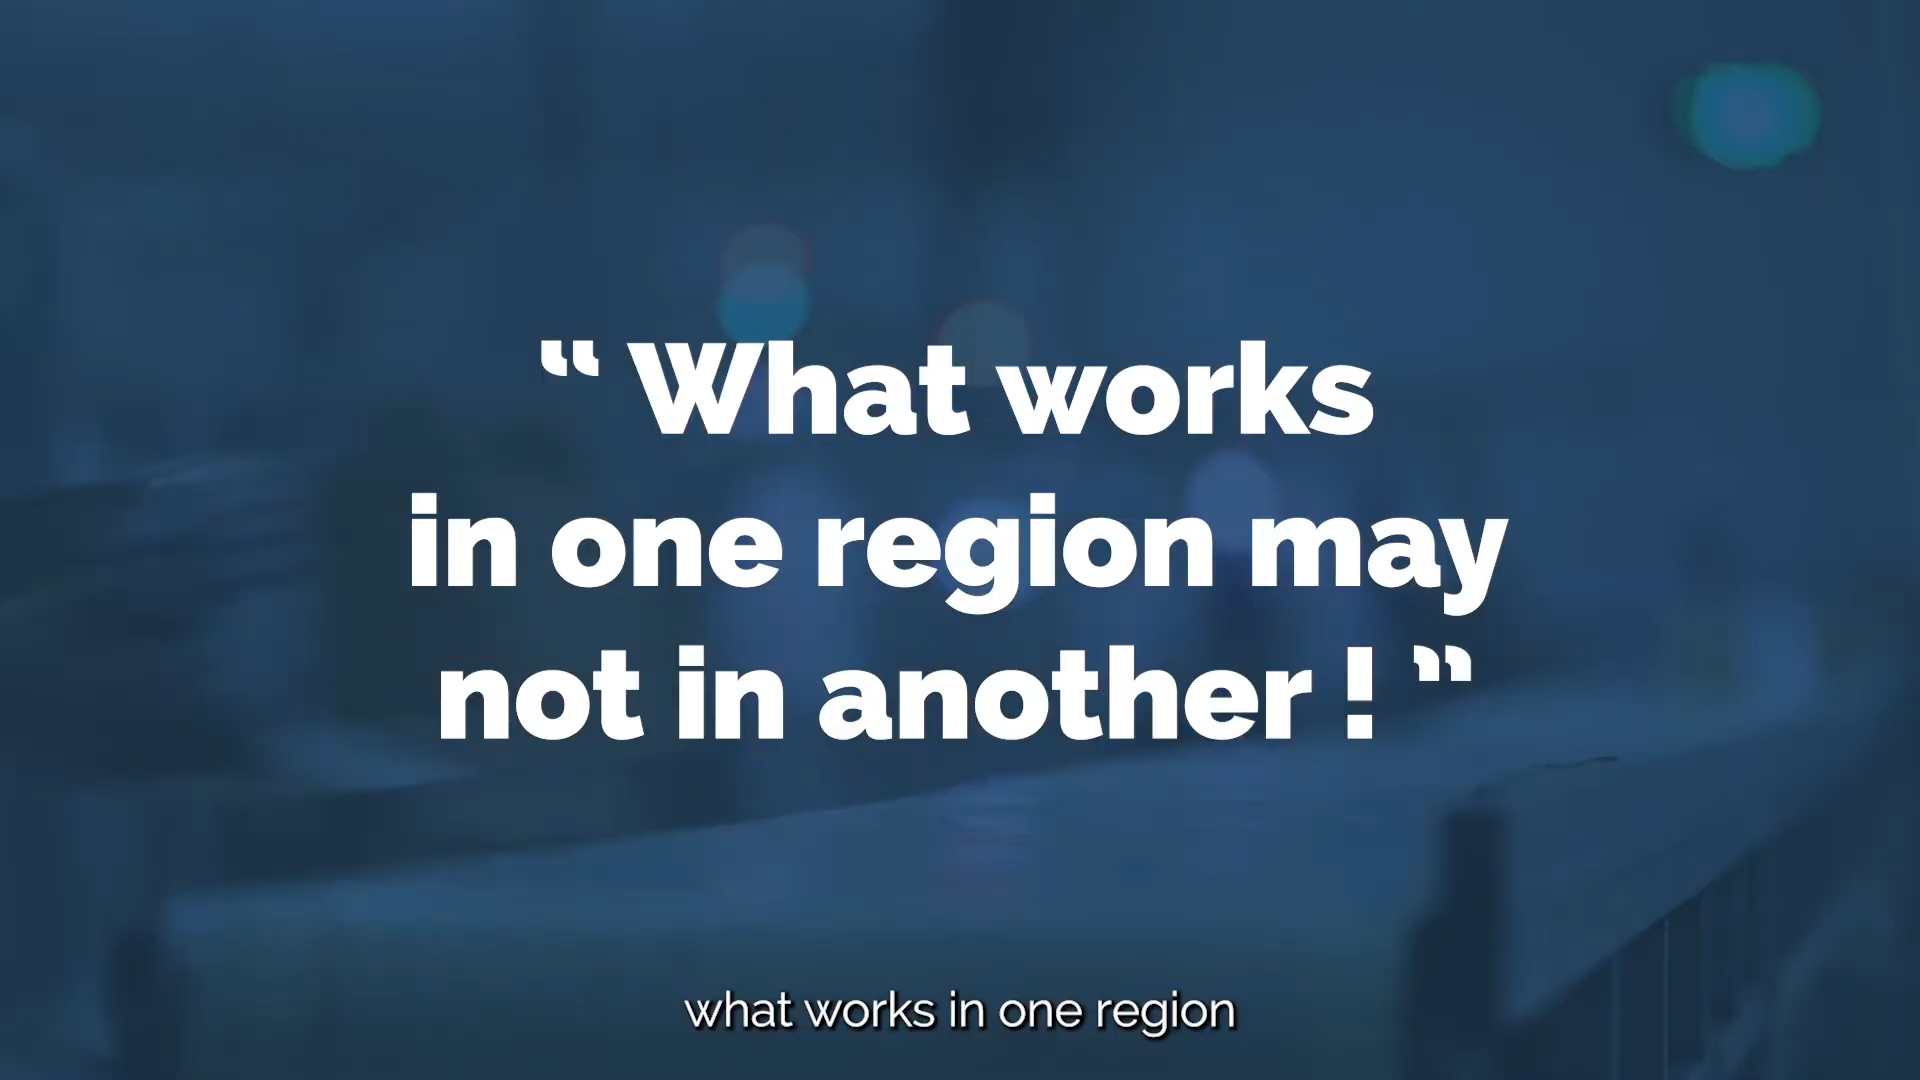 “ What works
in one region may
not in another ! ”
what works in one region